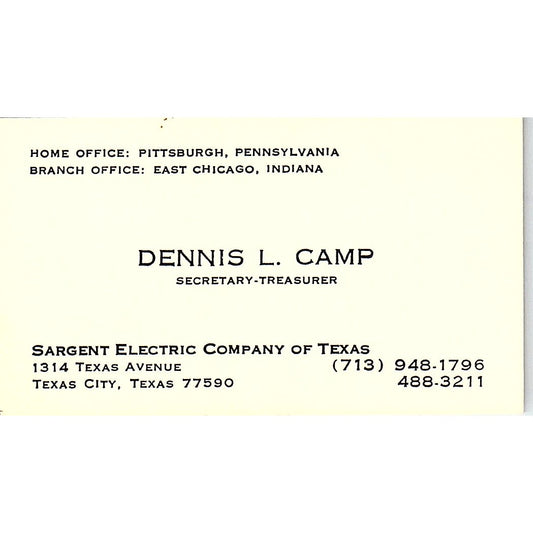 HOME OFFICE: PITTSBURGH, PENNSYLVANIA
BRANCH OFFICE: EAST CHICAGO, INDIANA
DENNIS L. CAMP
SECRETARY-TREASURER
SARGENT ELECTRIC COMPANY OF TEXAS
1314 TEXAS AVENUE (713) 948-1796
TEXAS CITY, TEXAS 77590 488-3211